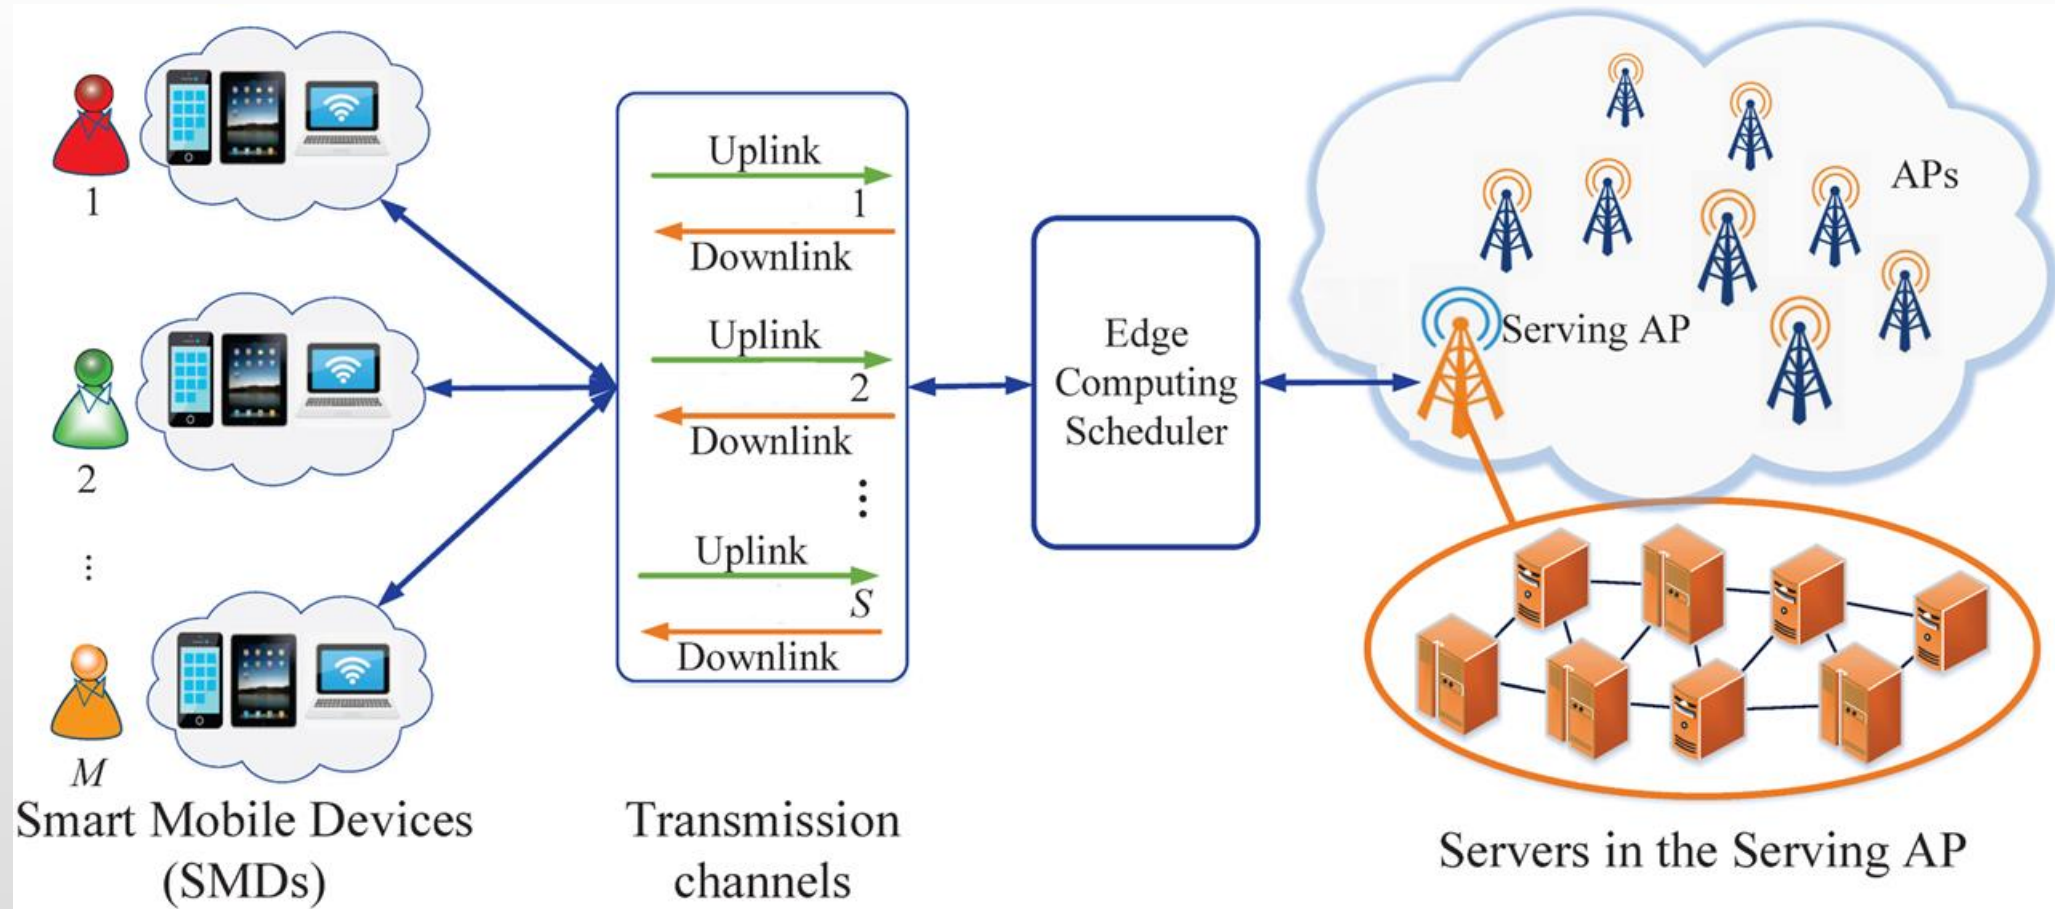 1
2
⋮
M
Smart Mobile Devices
(SMDs)
Uplink
1
Downlink
Uplink
2
Downlink
⋮
Uplink
S
Downlink
Transmission
channels
Edge
Computing
Scheduler
APs
Serving AP
Servers in the Serving AP